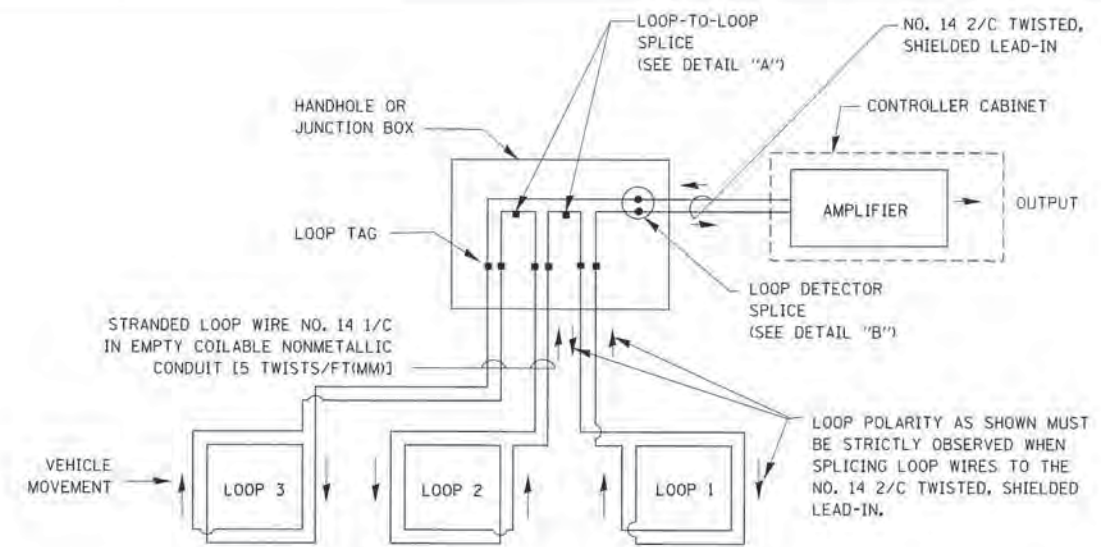 LOOP-TO-LOOP
SPLICE
(SEE DETAIL "A")
NO. 14 2/C TWISTED,
SHIELDED LEAD-IN
HANDHOLE OR
JUNCTION BOX
CONTROLLER CABINET
AMPLIFIER
OUTPUT
LOOP TAG
LOOP DETECTOR
SPLICE
(SEE DETAIL "B")
STRANDED LOOP WIRE NO. 14 1/C
IN EMPTY COILABLE NONMETALLIC
CONDUIT [5 TWISTS/FT(MM)]
LOOP POLARITY AS SHOWN MUST
BE STRICTLY OBSERVED WHEN
SPLICING LOOP WIRES TO THE
NO. 14 2/C TWISTED, SHIELDED
LEAD-IN.
VEHICLE
MOVEMENT
LOOP 3
LOOP 2
LOOP 1